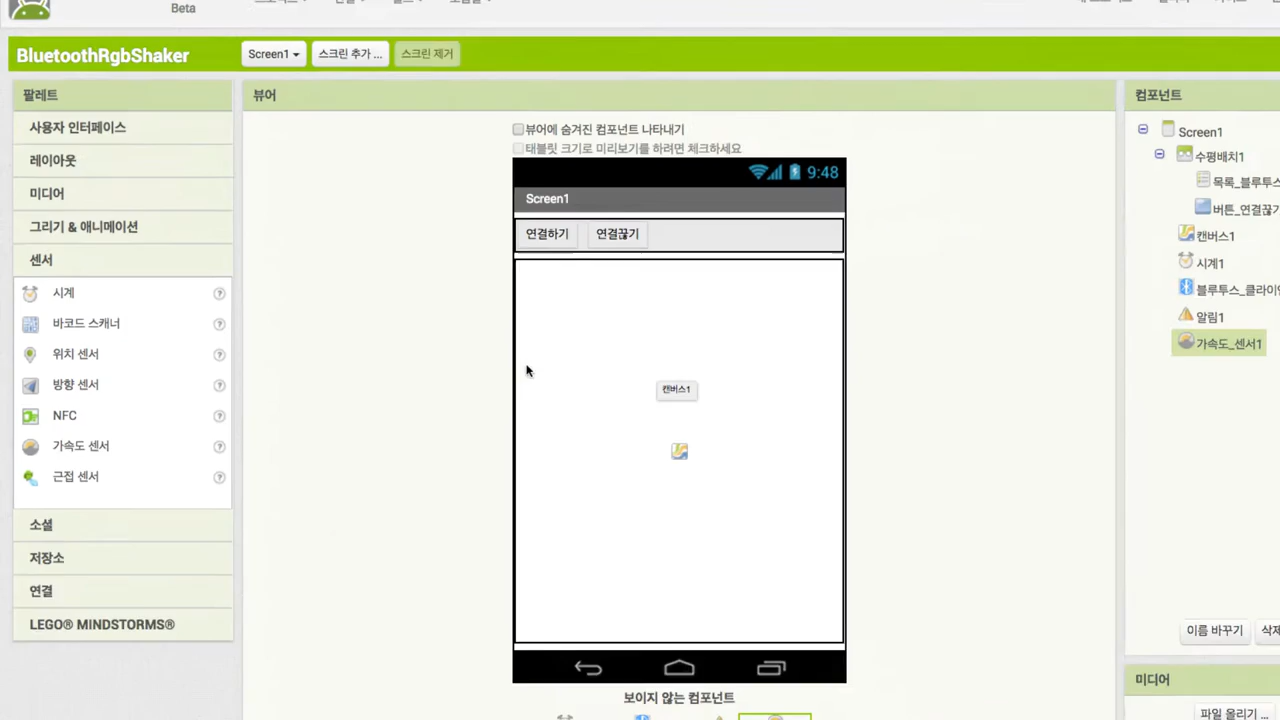 Beta
BluetoothRgbShaker
Screen1
스크린 추가 ...
스크린 제거
팔레트
사용자 인터페이스
레이아웃
미디어
그리기 & 애니메이션
센서
시계
바코드 스캐너
위치 센서
방향 센서
NFC
가속도 센서
근접 센서
소셜
저장소
연결
LEGO® MINDSTORMS®
뷰어
뷰어에 숨겨진 컴포넌트 나타내기
태블릿 크기로 미리보기를 하려면 체크하세요
9:48
Screen1
연결하기
연결끊기
캔버스1
보이지 않는 컴포넌트
컴포넌트
Screen1
수평배치1
목록_블루투스
버튼_연결끊기
캔버스1
시계1
블루투스_클라이언
알림1
가속도_센서1
이름 바꾸기
삭제
미디어
파일 올리기 ...